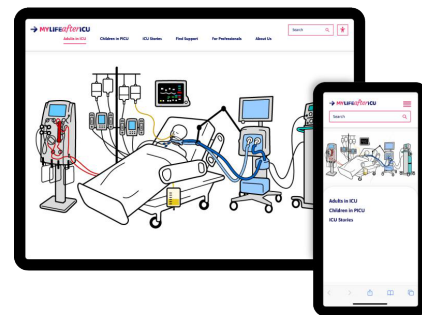 MYLIFEafterICU
Search
Adults in ICU Children in PICU ICU Stories Find Support For Professionals About Us
MYLIFEafterICU
Search
Adults in ICU
Children in PICU
ICU Stories